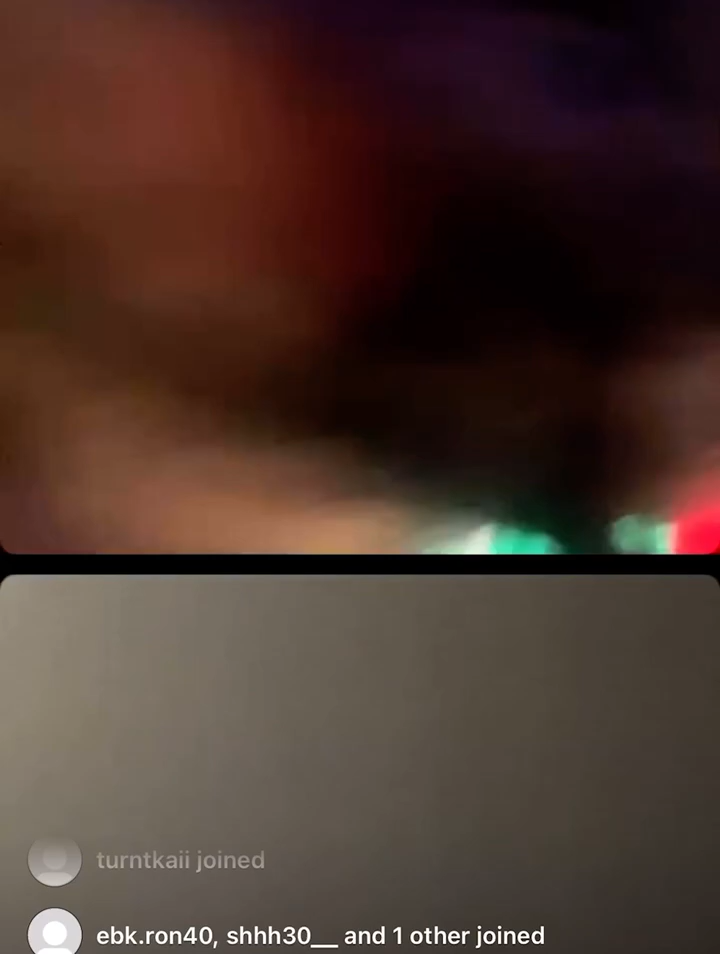 turntkaii joined
ebk.ron40, shhh30__ and 1 other joined